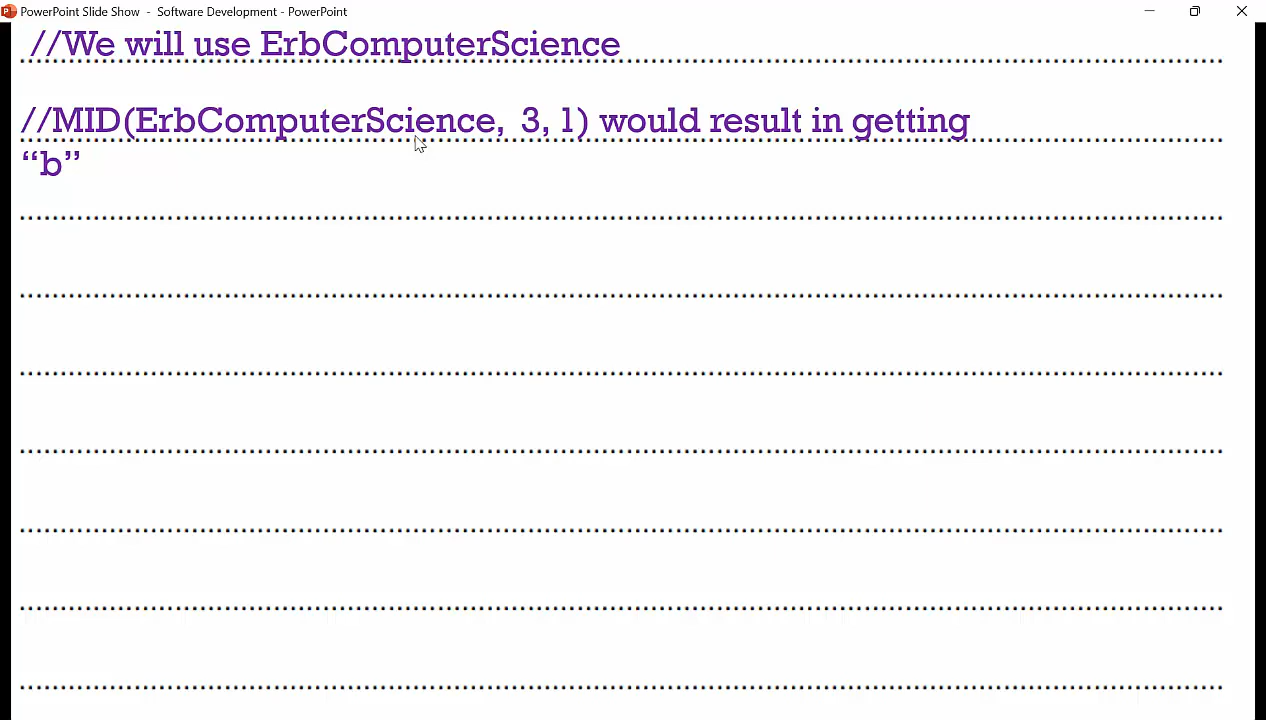 PowerPoint Slide Show - Software Development - PowerPoint
//We will use ErbComputerScience
//MID(ErbComputerScience, 3, 1) would result in getting
“b”